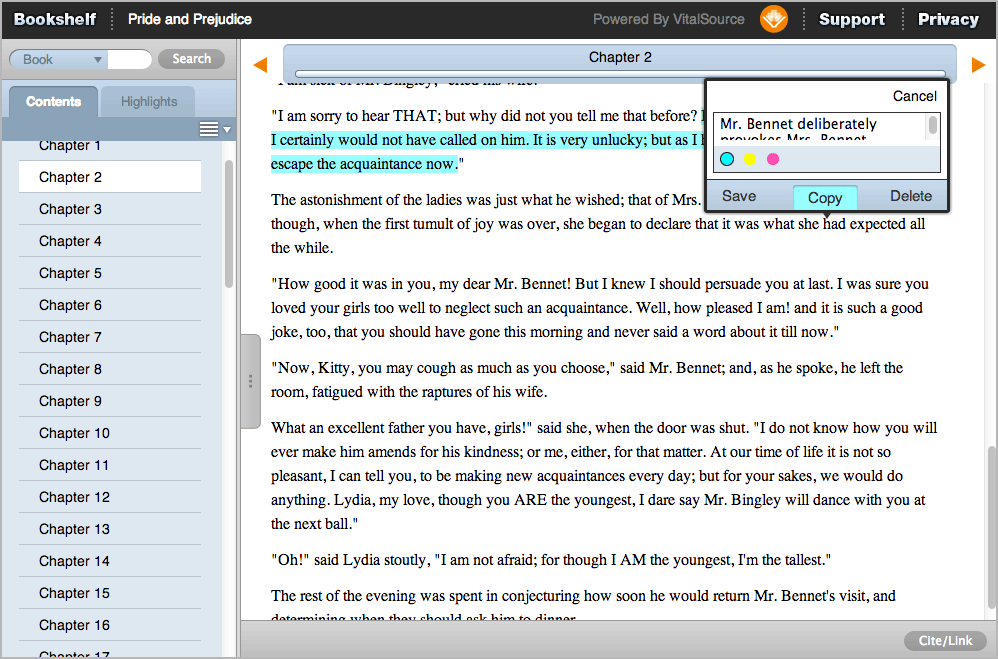 Bookshelf Pride and Prejudice Powered By VitalSource Support Privacy
Book Search
Contents Highlights
Chapter 1
Chapter 2
Chapter 3
Chapter 4
Chapter 5
Chapter 6
Chapter 7
Chapter 8
Chapter 9
Chapter 10
Chapter 11
Chapter 12
Chapter 13
Chapter 14
Chapter 15
Chapter 16
Chapter 17
Chapter 2
"I am sick of Mr. Bingley," cried his wife.
"I am sorry to hear THAT; but why did not you tell me that before?
I certainly would not have called on him. It is very unlucky; but as I
escape the acquaintance now."
The astonishment of the ladies was just what he wished; that of Mrs.
though, when the first tumult of joy was over, she began to declare that it was what she had expected all
the while.
"How good it was in you, my dear Mr. Bennet! But I knew I should persuade you at last. I was sure you
loved your girls too well to neglect such an acquaintance. Well, how pleased I am! and it is such a good
joke, too, that you should have gone this morning and never said a word about it till now."
"Now, Kitty, you may cough as much as you choose," said Mr. Bennet; and, as he spoke, he left the
room, fatigued with the raptures of his wife.
What an excellent father you have, girls!" said she, when the door was shut. "I do not know how you will
ever make him amends for his kindness; or me, either, for that matter. At our time of life it is not so
pleasant, I can tell you, to be making new acquaintances every day; but for your sakes, we would do
anything. Lydia, my love, though you ARE the youngest, I dare say Mr. Bingley will dance with you at
the next ball."
"Oh!" said Lydia stoutly, "I am not afraid; for though I AM the youngest, I'm the tallest."
The rest of the evening was spent in conjecturing how soon he would return Mr. Bennet's visit, and
determining when they should ask him to dinner.
Cancel
Mr. Bennet deliberately
provokes Mrs. Bennet
Save Copy Delete
Cite/Link